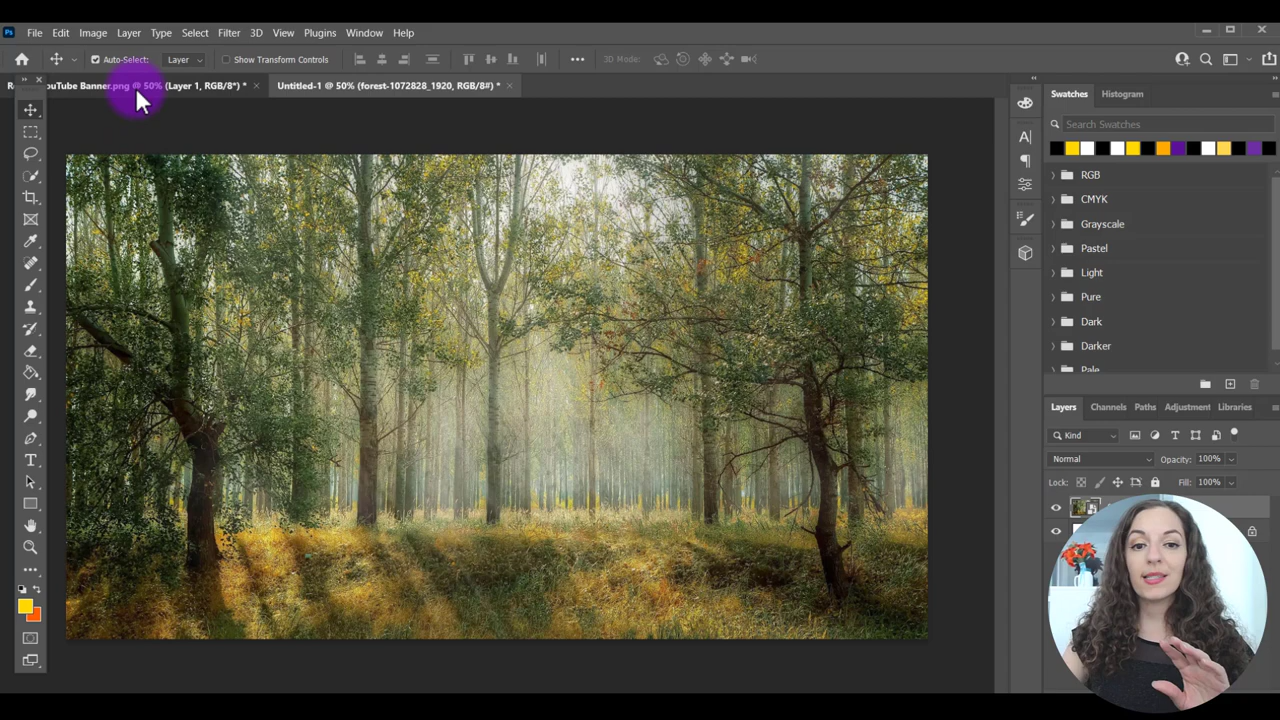 Ps File Edit Image Layer Type Select Filter 3D View Plugins Window Help
Auto-Select: Layer Show Transform Controls 3D Mode:
YouTube Banner.png @ 50% (Layer 1, RGB/8*) * Untitled-1 @ 50% (forest-1072828_1920, RGB/8#) *
Swatches Histogram
Search Swatches
RGB
CMYK
Grayscale
Pastel
Light
Pure
Dark
Darker
Pale
Layers Channels Paths Adjustment Libraries
Kind
Normal Opacity: 100%
Lock: Fill: 100%